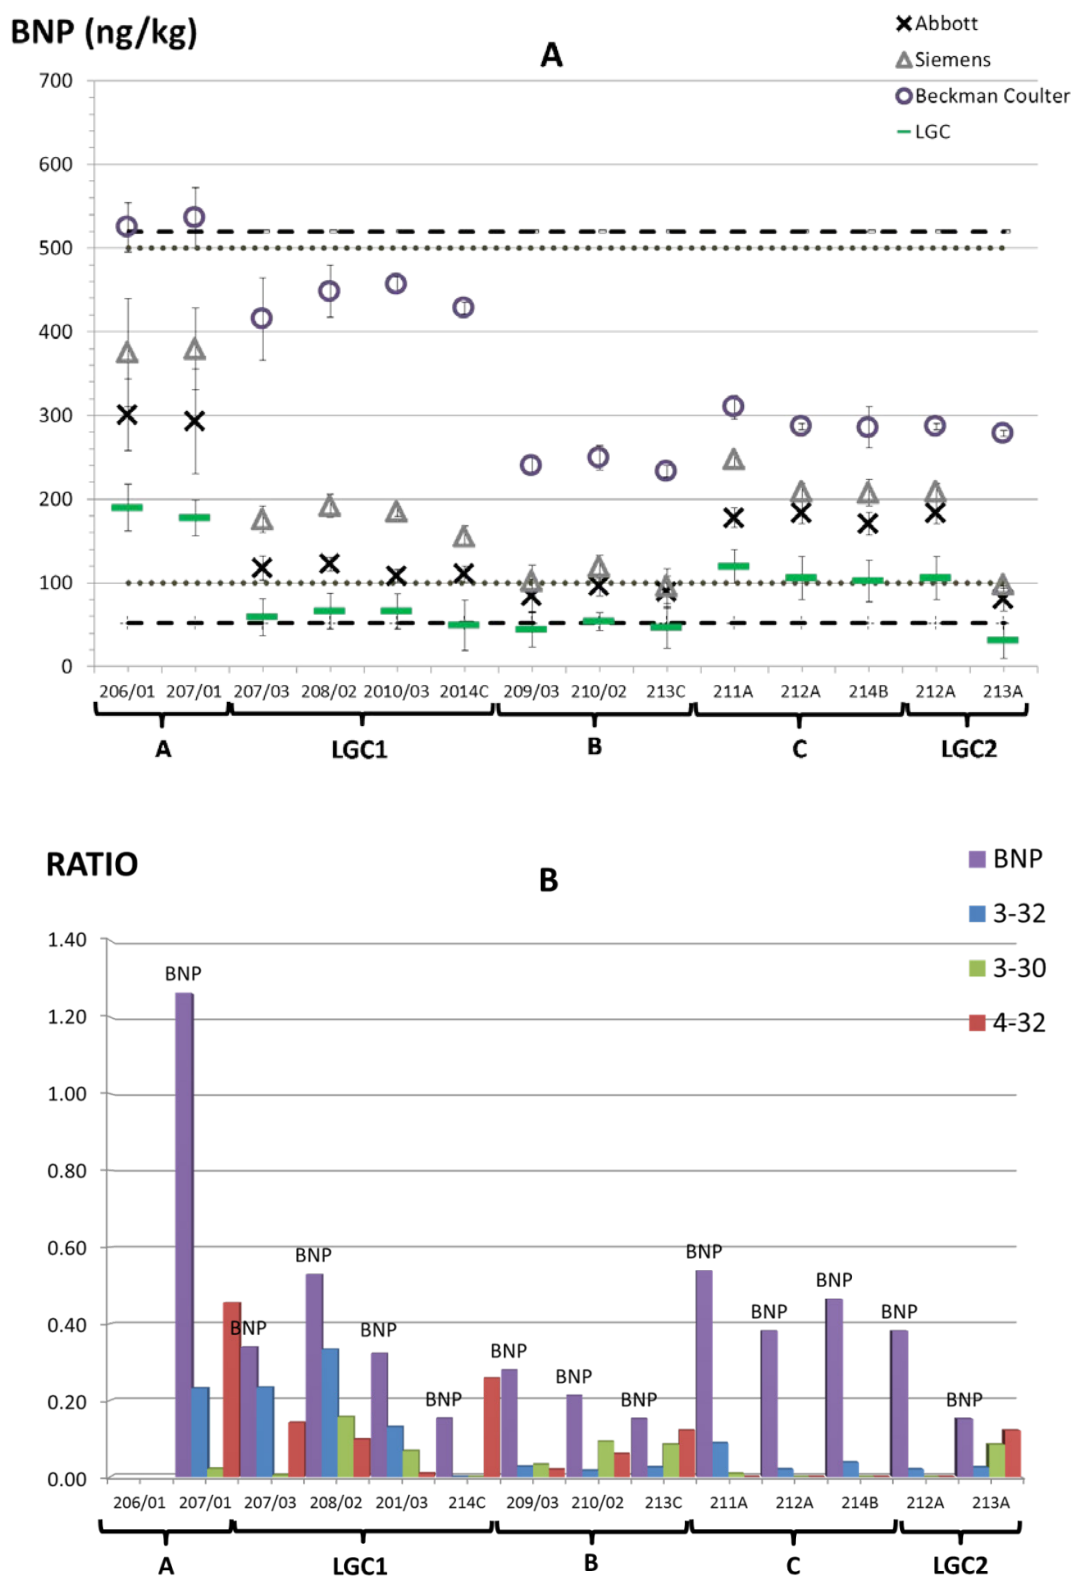 BNP (ng/kg)
A
Abbott
Siemens
Beckman Coulter
LGC
700
600
500
400
300
200
100
0
206/01 207/01 207/03 208/02 2010/03 2014C 209/03 210/02 213C 211A 212A 214B 212A 213A
A LGC1 B C LGC2
RATIO
B
BNP
3-32
3-30
4-32
1.40
BNP
1.20
1.00
0.80
0.60
BNP BNP
BNP
0.40
BNP BNP BNP BNP BNP
BNP
0.20
BNP BNP BNP
0.00
206/01 207/01 207/03 208/02 201/03 214C 209/03 210/02 213C 211A 212A 214B 212A 213A
A LGC1 B C LGC2